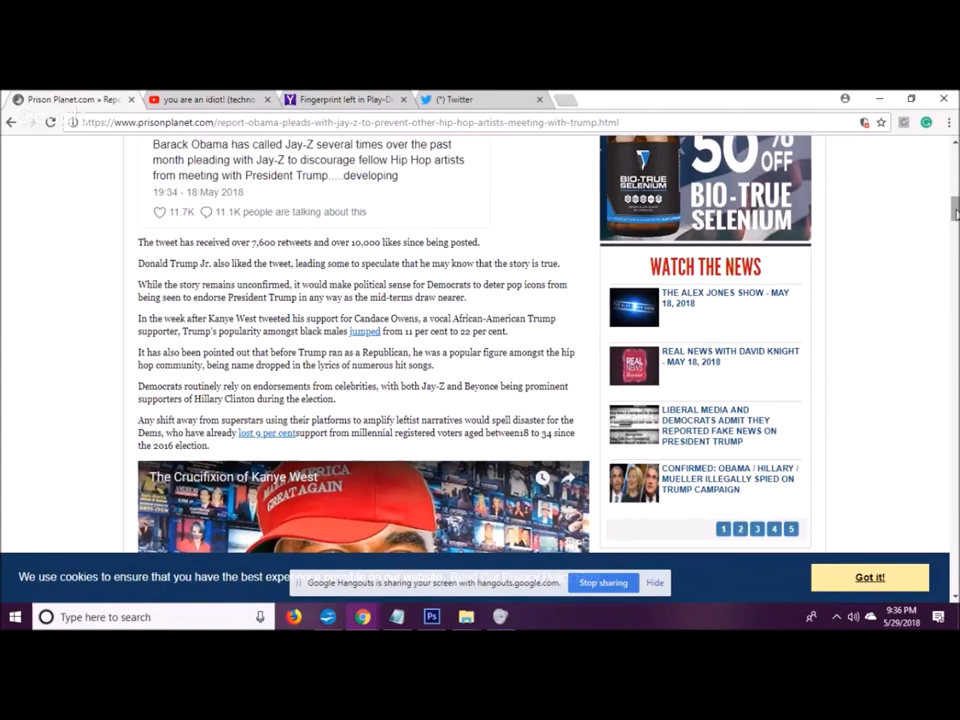 Prison Planet.com » Repo
you are an idiot! (techno
Fingerprint left in Play-D
(*) Twitter
https://www.prisonplanet.com/report-obama-pleads-with-jay-z-to-prevent-other-hip-hop-artists-meeting-with-trump.html
Barack Obama has called Jay-Z several times over the past
month pleading with Jay-Z to discourage fellow Hip Hop artists
from meeting with President Trump.....developing
19:34 - 18 May 2018
11.7K 11.1K people are talking about this
The tweet has received over 7,600 retweets and over 10,000 likes since being posted.
Donald Trump Jr. also liked the tweet, leading some to speculate that he may know that the story is true.
While the story remains unconfirmed, it would make political sense for Democrats to deter pop icons from
being seen to endorse President Trump in any way as the mid-terms draw nearer.
In the week after Kanye West tweeted his support for Candace Owens, a vocal African-American Trump
supporter, Trump's popularity amongst black males jumped from 11 per cent to 22 per cent.
It has also been pointed out that before Trump ran as a Republican, he was a popular figure amongst the hip
hop community, being name dropped in the lyrics of numerous hit songs.
Democrats routinely rely on endorsements from celebrities, with both Jay-Z and Beyonce being prominent
supporters of Hillary Clinton during the election.
Any shift away from superstars using their platforms to amplify leftist narratives would spell disaster for the
Dems, who have already lost 9 per centsupport from millennial registered voters aged between18 to 34 since
the 2016 election.
The Crucifixion of Kanye West
MAKE AMERICA
GREAT AGAIN
50%
OFF
BIO-TRUE
SELENIUM
BIO-TRUE
SELENIUM
WATCH THE NEWS
THE ALEX JONES SHOW - MAY
18, 2018
REAL NEWS WITH DAVID KNIGHT
- MAY 18, 2018
REAL
NEWS
LIBERAL MEDIA AND
DEMOCRATS ADMIT THEY
REPORTED FAKE NEWS ON
PRESIDENT TRUMP
CONFIRMED: OBAMA / HILLARY /
MUELLER ILLEGALLY SPIED ON
TRUMP CAMPAIGN
1 2 3 4 5
We use cookies to ensure that you have the best expe
Google Hangouts is sharing your screen with hangouts.google.com.
Stop sharing
Hide
Got it!
Type here to search
Ps
9:36 PM
5/29/2018